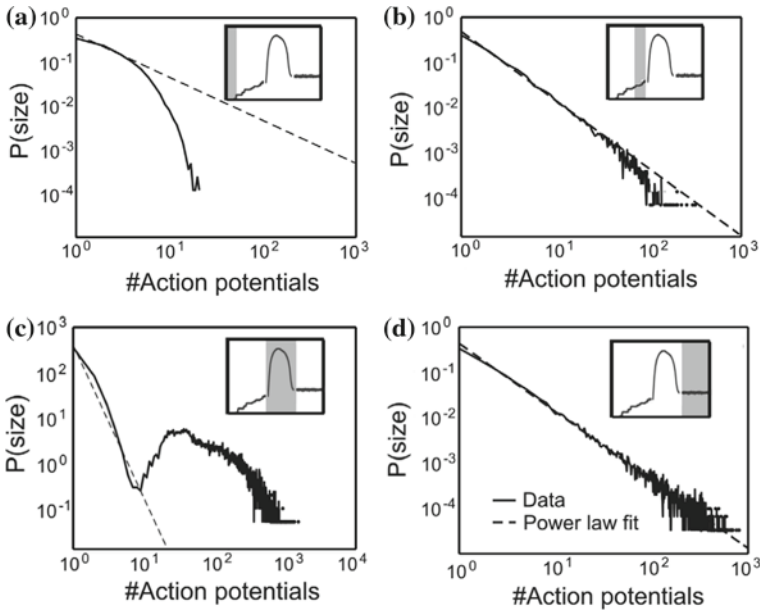 (a)
P(size)
10^0
10^-1
10^-2
10^-3
10^-4
10^0 10^1 10^2 10^3
#Action potentials
(b)
P(size)
10^0
10^-1
10^-2
10^-3
10^-4
10^0 10^1 10^2 10^3
#Action potentials
(c)
P(size)
10^3
10^2
10^1
10^0
10^-1
10^0 10^1 10^2 10^3 10^4
#Action potentials
(d)
P(size)
10^0
10^-1
10^-2
10^-3
10^-4
Data
Power law fit
10^0 10^1 10^2 10^3
#Action potentials